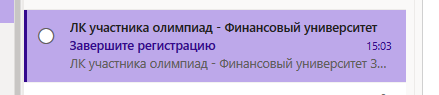 ЛК участника олимпиад - Финансовый университет
Завершите регистрацию 15:03
ЛК участника олимпиад - Финансовый университет З...